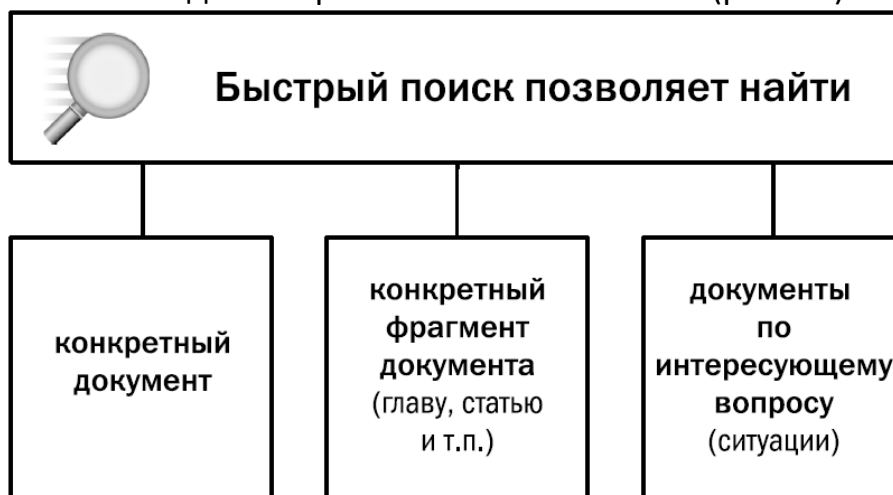 Быстрый поиск позволяет найти
конкретный
документ
конкретный
фрагмент
документа
(главу, статью
и т.п.)
документы
по
интересующему
вопросу
(ситуации)